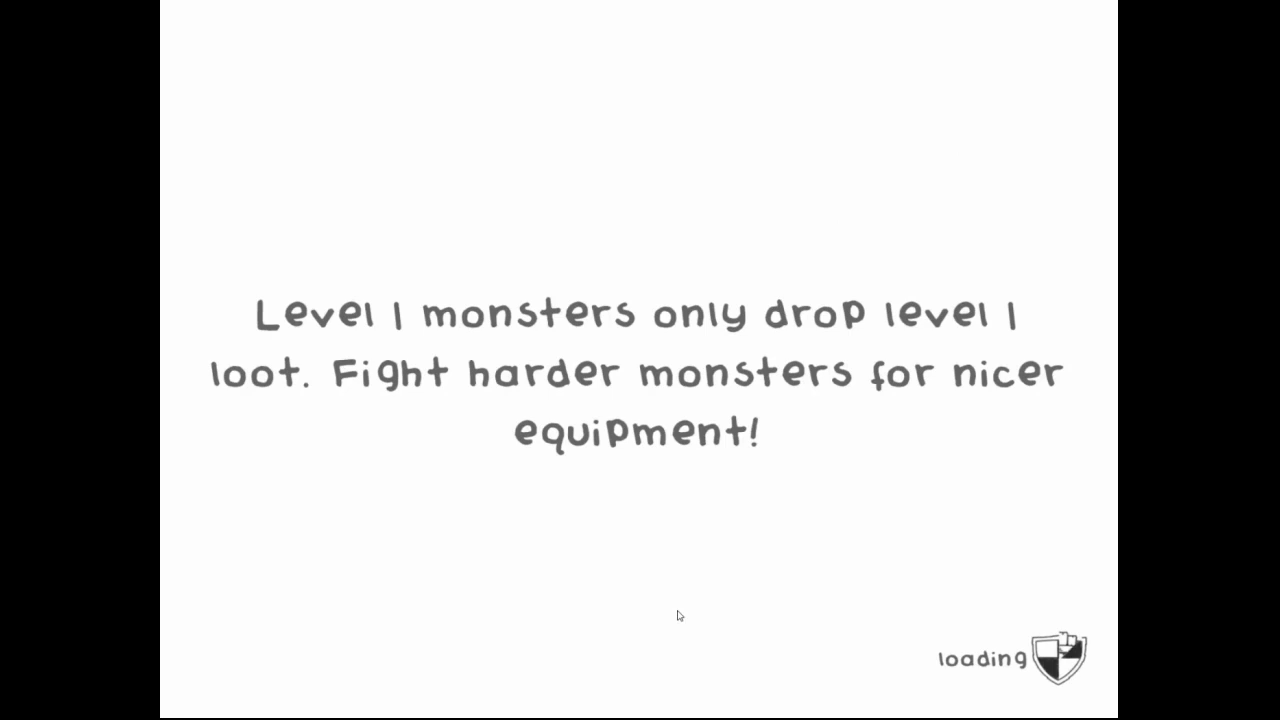 Level 1 monsters only drop level 1
loot. Fight harder monsters for nicer
equipment!
loading